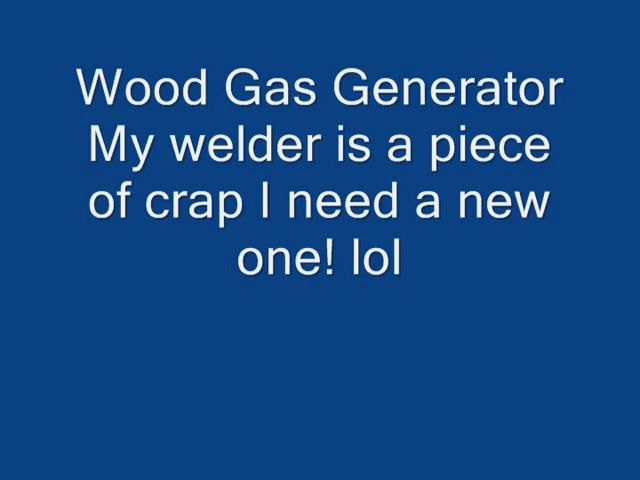 Wood Gas Generator
My welder is a piece
of crap I need a new
one! lol